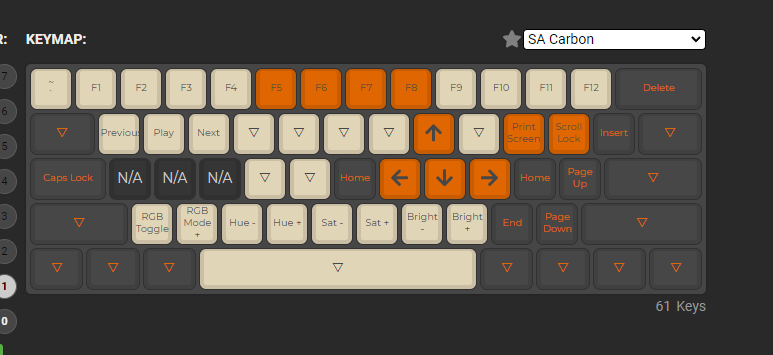 R: KEYMAP: SA Carbon
7 ~ ` F1 F2 F3 F4 F5 F6 F7 F8 F9 F10 F11 F12 Delete
6
5 Previous Play Next Print Screen Scroll Lock Insert
4 Caps Lock N/A N/A N/A Home Home Page Up
3 RGB Toggle RGB Mode + Hue - Hue + Sat - Sat + Bright - Bright + End Page Down
2
1
0
61 Keys